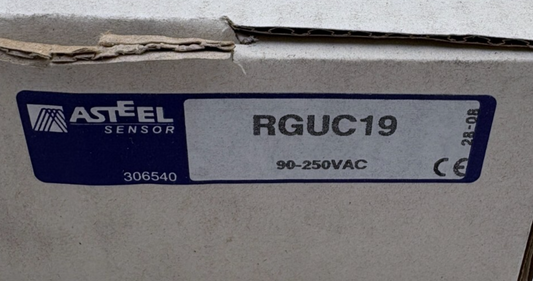 ASTEEL
SENSOR
306540
RGUC19
90-250VAC
CE
28-08